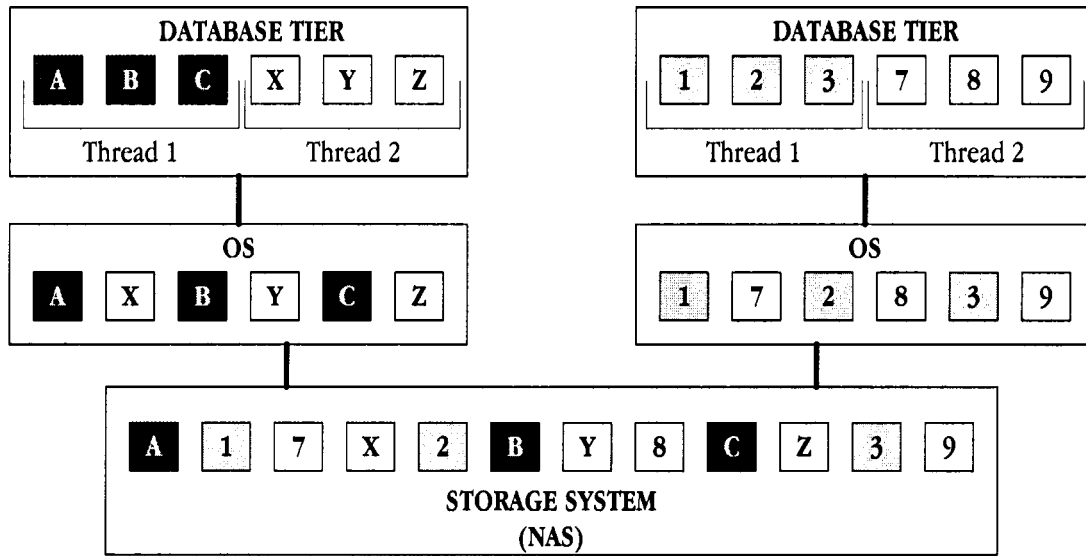 DATABASE TIER
A B C X Y Z
Thread 1 Thread 2
DATABASE TIER
1 2 3 7 8 9
Thread 1 Thread 2
OS
A X B Y C Z
OS
1 7 2 8 3 9
A 1 7 X 2 B Y 8 C Z 3 9
STORAGE SYSTEM
(NAS)